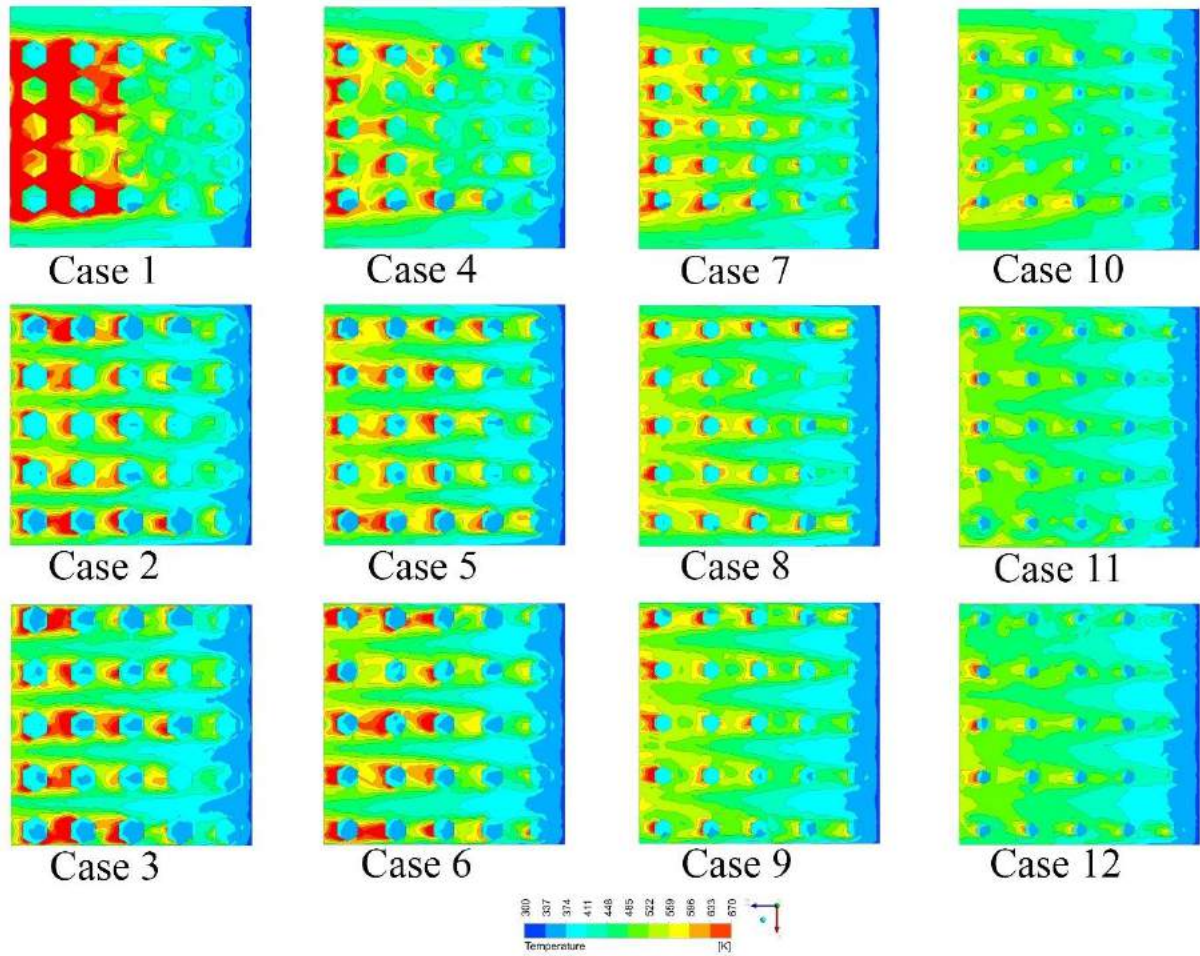 Case 1
Case 4
Case 7
Case 10
Case 2
Case 5
Case 8
Case 11
Case 3
Case 6
Case 9
Case 12
300 337 374 411 448 485 522 559 596 633 670
Temperature [K]